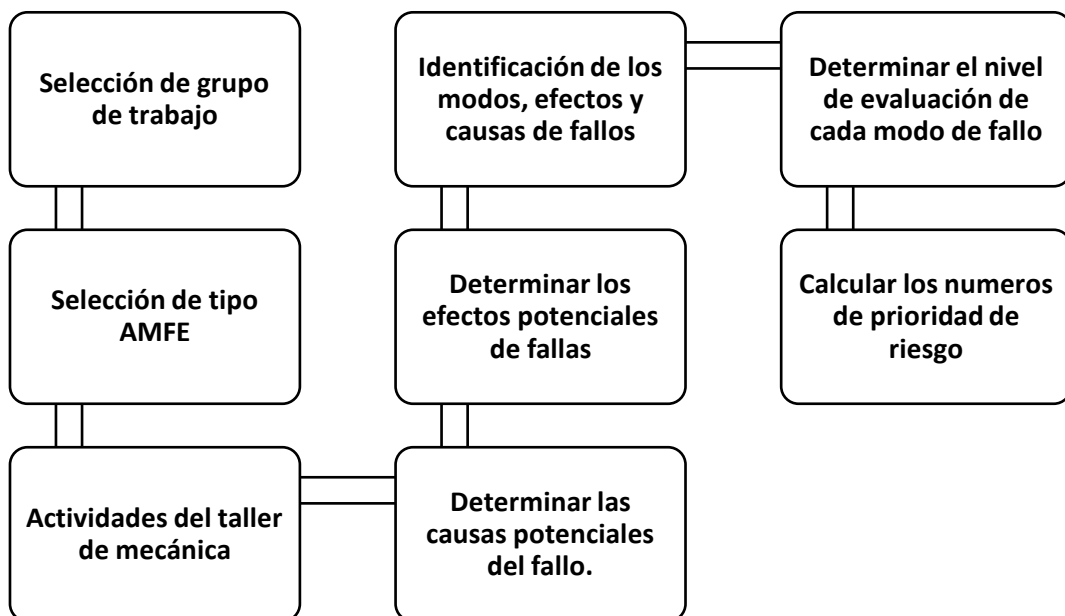 Selección de grupo
de trabajo
Selección de tipo
AMFE
Actividades del taller
de mecánica
Determinar las
causas potenciales
del fallo.
Determinar los
efectos potenciales
de fallas
Identificación de los
modos, efectos y
causas de fallos
Determinar el nivel
de evaluación de
cada modo de fallo
Calcular los numeros
de prioridad de
riesgo